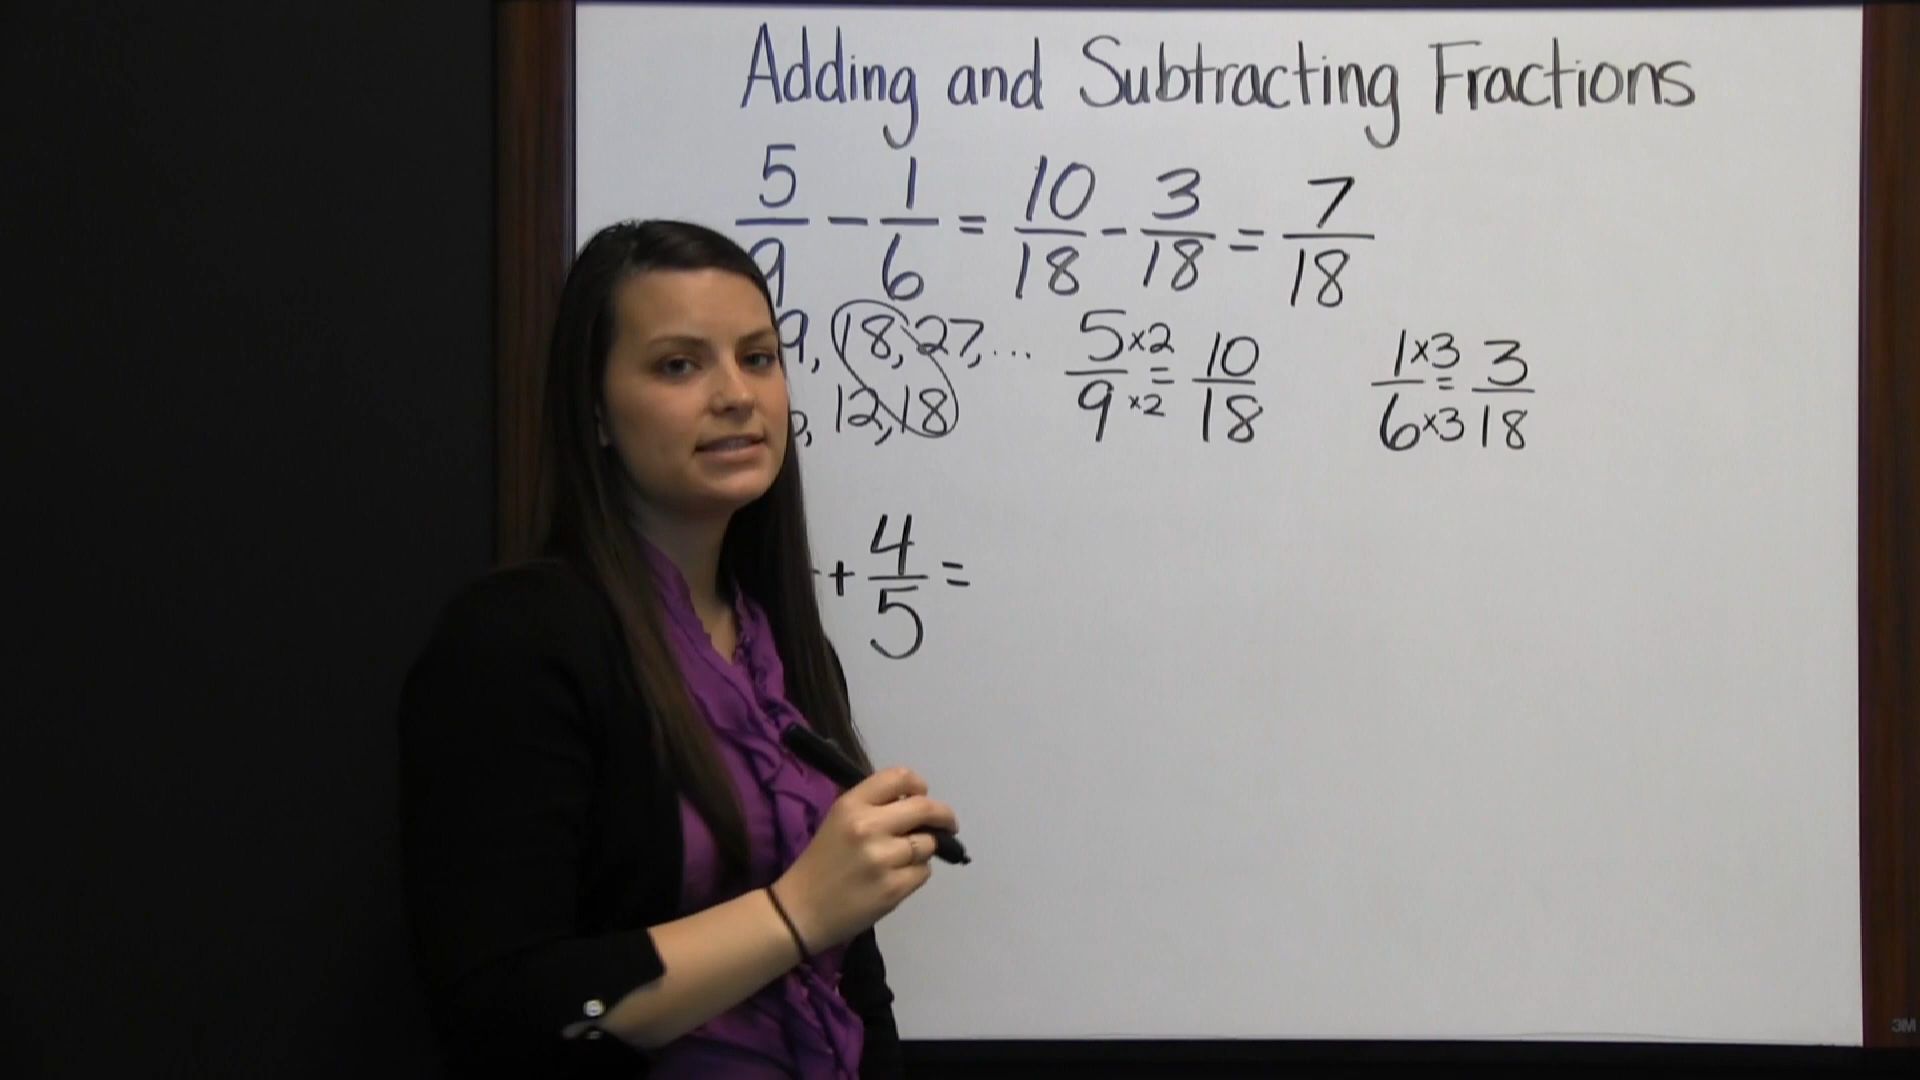 Adding and Subtracting Fractions
5/9 - 1/6 = 10/18 - 3/18 = 7/18
9, 18, 27, ... 5×2/9×2 = 10/18 1×3/6×3 = 3/18
, 12, 18
+ 4/5 =
3M